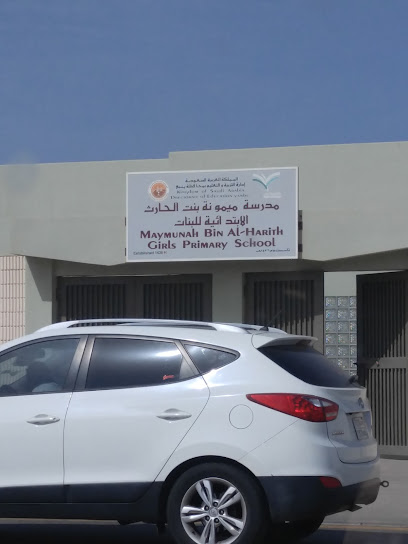 المملكة العربية السعودية
Kingdom of Saudi Arabia
مدرسة ميمونة بنت الحارث
الابتدائية للبنات
MAYMUNAH BIN AL-HARITH
GIRLS PRIMARY SCHOOL